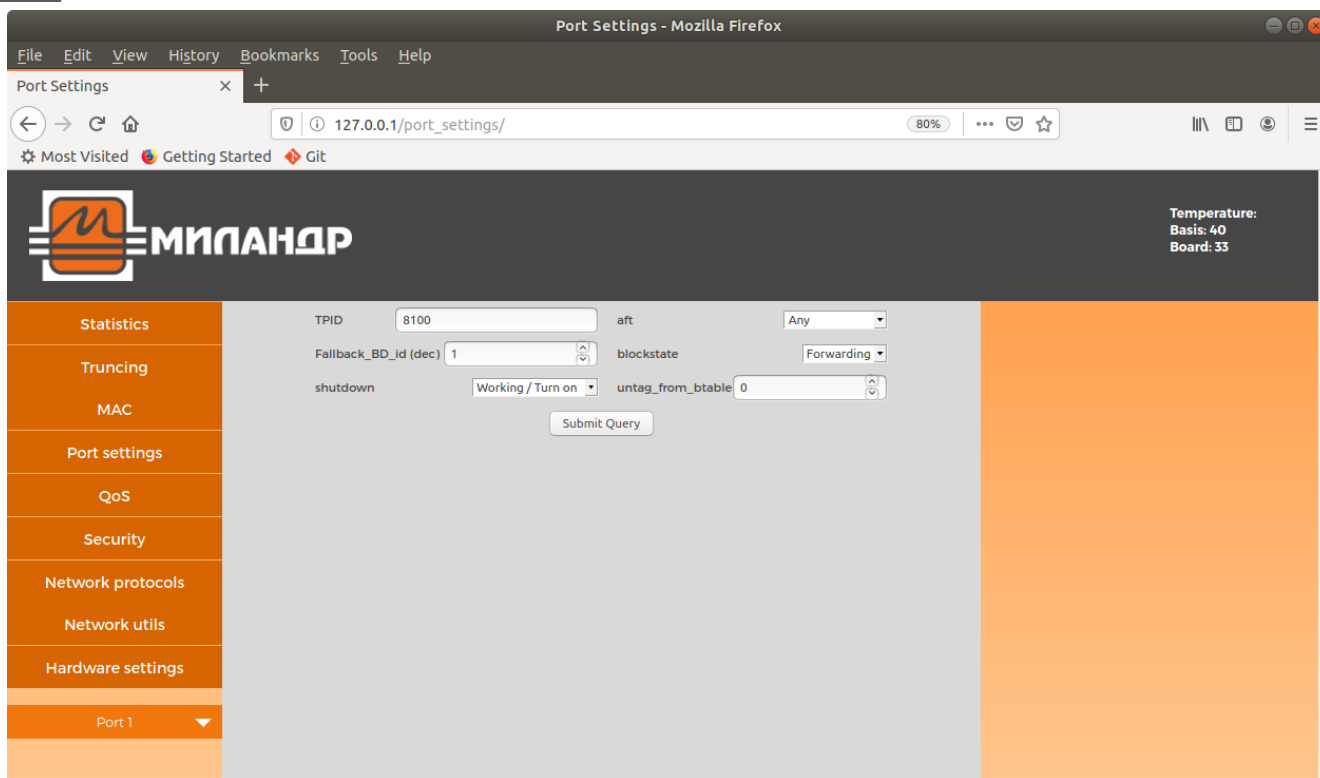 Port Settings - Mozilla Firefox
File Edit View History Bookmarks Tools Help
Port Settings
127.0.0.1/port_settings/ 80%
Most Visited Getting Started Git
МИЛАНДР
Temperature:
Basis: 40
Board: 33
Statistics
Truncing
MAC
Port settings
QoS
Security
Network protocols
Network utils
Hardware settings
Port 1
TPID 8100 aft Any
Fallback_BD_id (dec) 1 blockstate Forwarding
shutdown Working / Turn on untag_from_btable 0
Submit Query